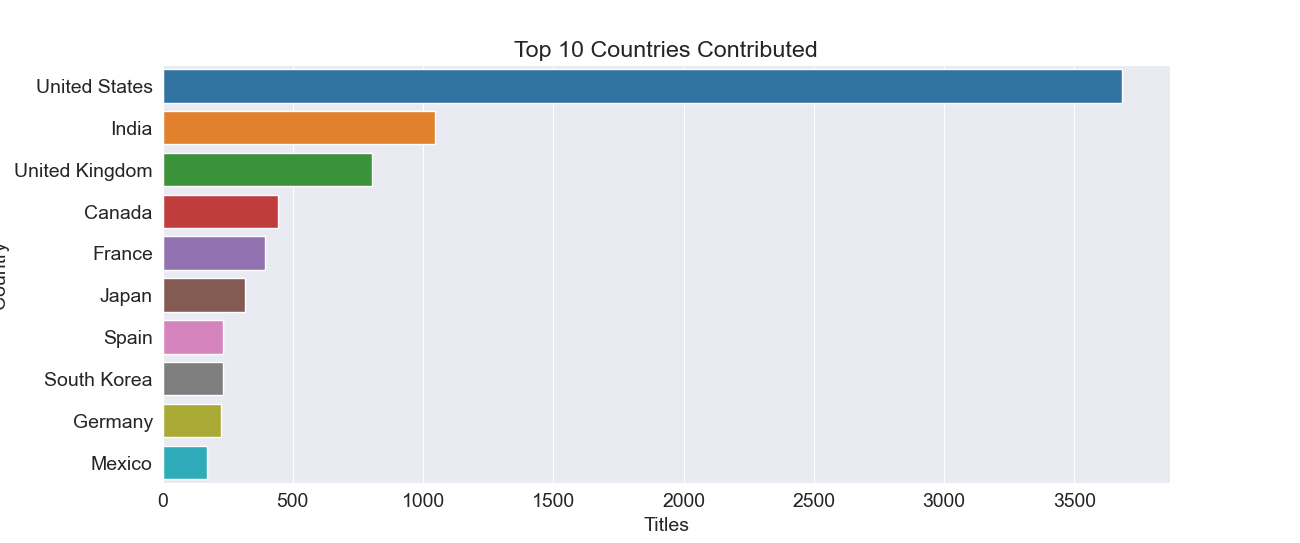 Top 10 Countries Contributed
United States
India
United Kingdom
Canada
France
Japan
Spain
South Korea
Germany
Mexico
Country
0 500 1000 1500 2000 2500 3000 3500
Titles